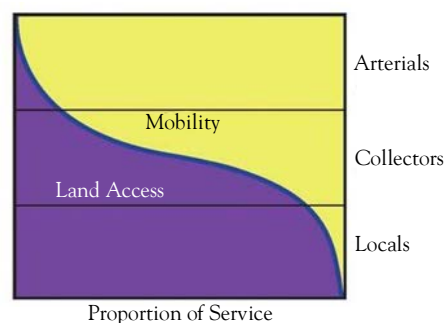 Arterials
Mobility
Collectors
Land Access
Locals
Proportion of Service